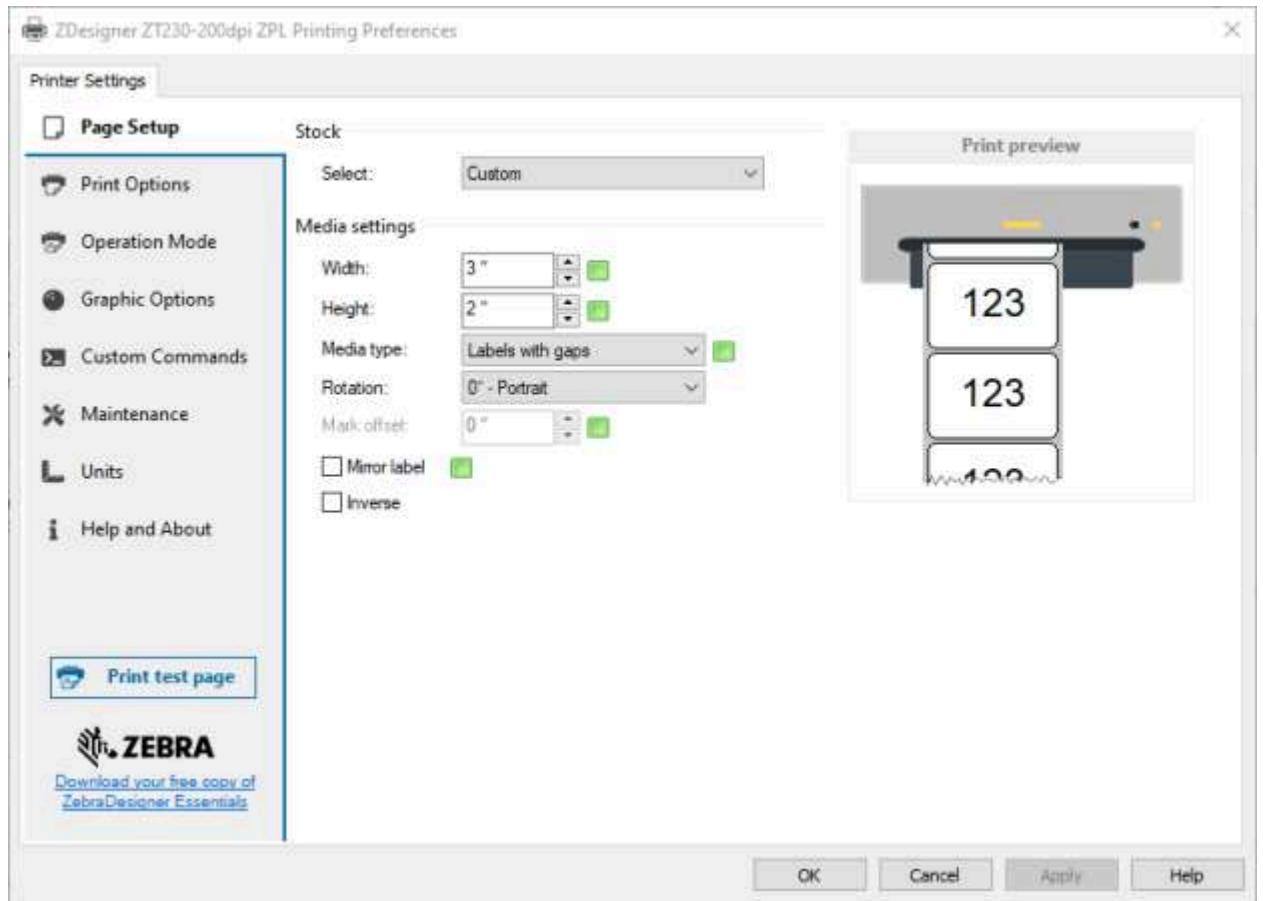 ZDesigner ZT230-200dpi ZPL Printing Preferences
Printer Settings
Page Setup
Print Options
Operation Mode
Graphic Options
Custom Commands
Maintenance
Units
Help and About
Print test page
ZEBRA
Download your free copy of
ZebraDesigner Essentials
Stock
Select: Custom
Media settings
Width: 3 "
Height: 2 "
Media type: Labels with gaps
Rotation: 0° - Portrait
Mark offset: 0 "
Mirror label
Inverse
Print preview
123
123
123
OK Cancel Apply Help